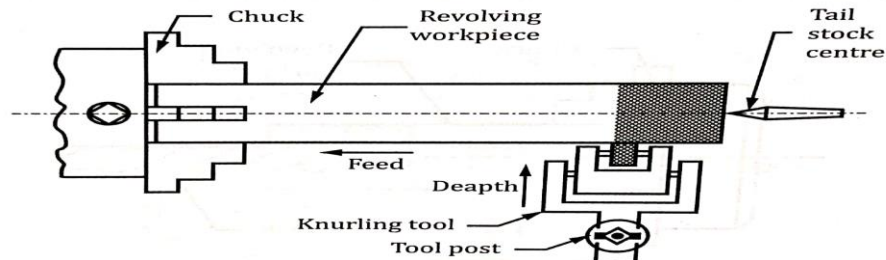 Chuck
Revolving
workpiece
Tail
stock
centre
Feed
Deapth
Knurling tool
Tool post